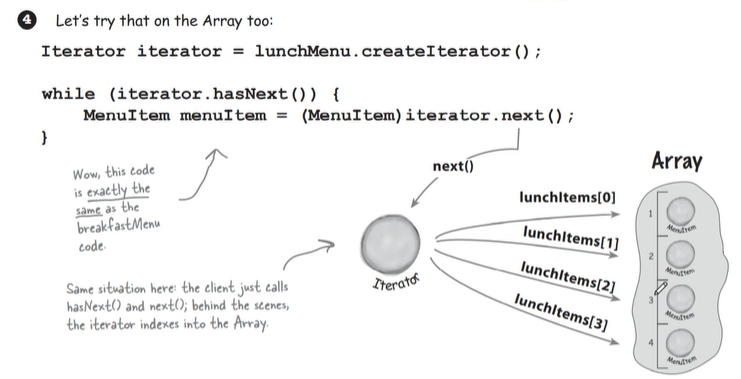 4 Let's try that on the Array too:
Iterator iterator = lunchMenu.createIterator();
while (iterator.hasNext()) {
MenuItem menuItem = (MenuItem)iterator.next();
}
Wow, this code
is exactly the
same as the
breakfastMenu
code.
next()
Array
lunchItems[0]
lunchItems[1]
lunchItems[2]
lunchItems[3]
Iterator
1
MenuItem
2
MenuItem
3
MenuItem
4
MenuItem
Same situation here: the client just calls
hasNext() and next(); behind the scenes,
the iterator indexes into the Array.